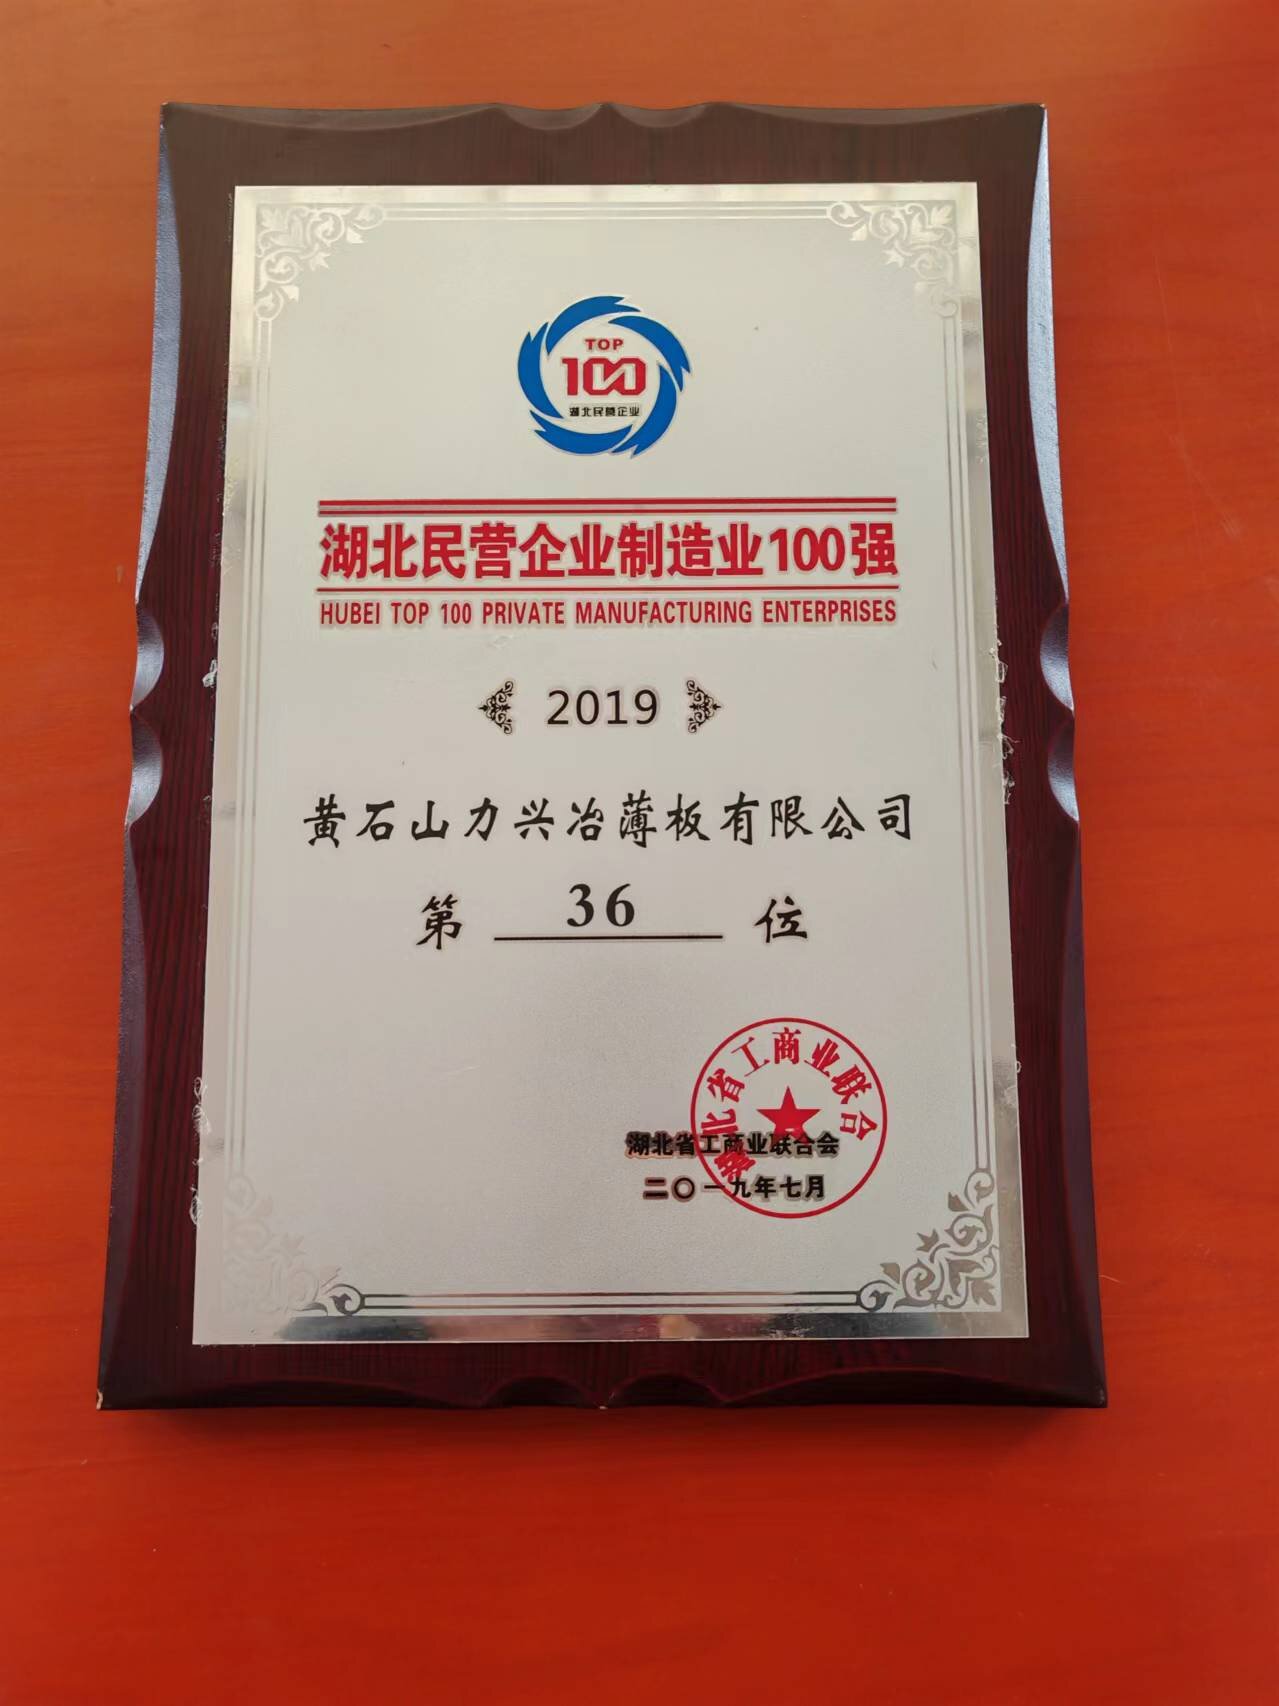 TOP
100
湖北民营企业
湖北民营企业制造业100强
HUBEI TOP 100 PRIVATE MANUFACTURING ENTERPRISES
2019
黄石山力兴冶薄板有限公司
第 36 位
湖北省工商业联合
湖北省工商业联合会
二〇一九年七月